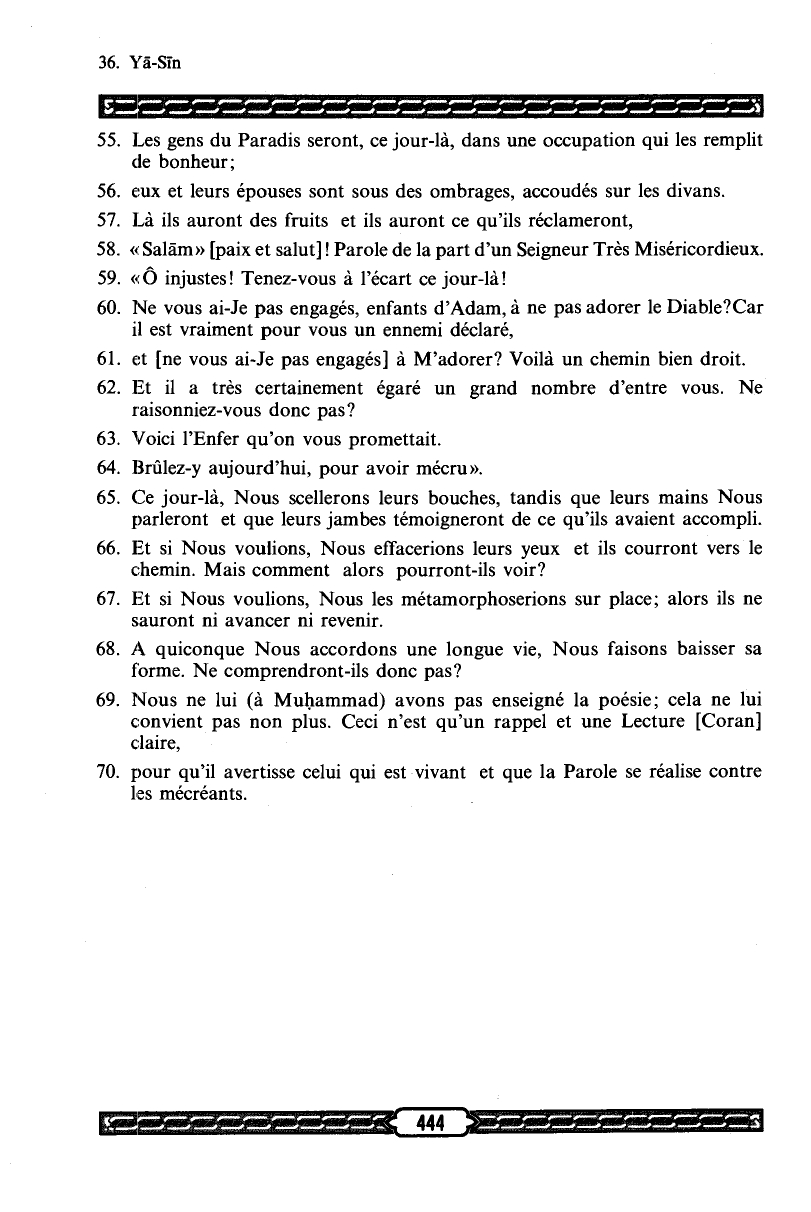 36. Yā-Sīn
55. Les gens du Paradis seront, ce jour-là, dans une occupation qui les remplit
de bonheur;
56. eux et leurs épouses sont sous des ombrages, accoudés sur les divans.
57. Là ils auront des fruits et ils auront ce qu'ils réclameront,
58. «Salām» [paix et salut]! Parole de la part d'un Seigneur Très Miséricordieux.
59. «Ô injustes! Tenez-vous à l'écart ce jour-là!
60. Ne vous ai-Je pas engagés, enfants d'Adam, à ne pas adorer le Diable?Car
il est vraiment pour vous un ennemi déclaré,
61. et [ne vous ai-Je pas engagés] à M'adorer? Voilà un chemin bien droit.
62. Et il a très certainement égaré un grand nombre d'entre vous. Ne
raisonniez-vous donc pas?
63. Voici l'Enfer qu'on vous promettait.
64. Brûlez-y aujourd'hui, pour avoir mécru».
65. Ce jour-là, Nous scellerons leurs bouches, tandis que leurs mains Nous
parleront et que leurs jambes témoigneront de ce qu'ils avaient accompli.
66. Et si Nous voulions, Nous effacerions leurs yeux et ils courront vers le
chemin. Mais comment alors pourront-ils voir?
67. Et si Nous voulions, Nous les métamorphoserions sur place; alors ils ne
sauront ni avancer ni revenir.
68. A quiconque Nous accordons une longue vie, Nous faisons baisser sa
forme. Ne comprendront-ils donc pas?
69. Nous ne lui (à Muḥammad) avons pas enseigné la poésie; cela ne lui
convient pas non plus. Ceci n'est qu'un rappel et une Lecture [Coran]
claire,
70. pour qu'il avertisse celui qui est vivant et que la Parole se réalise contre
les mécréants.
444